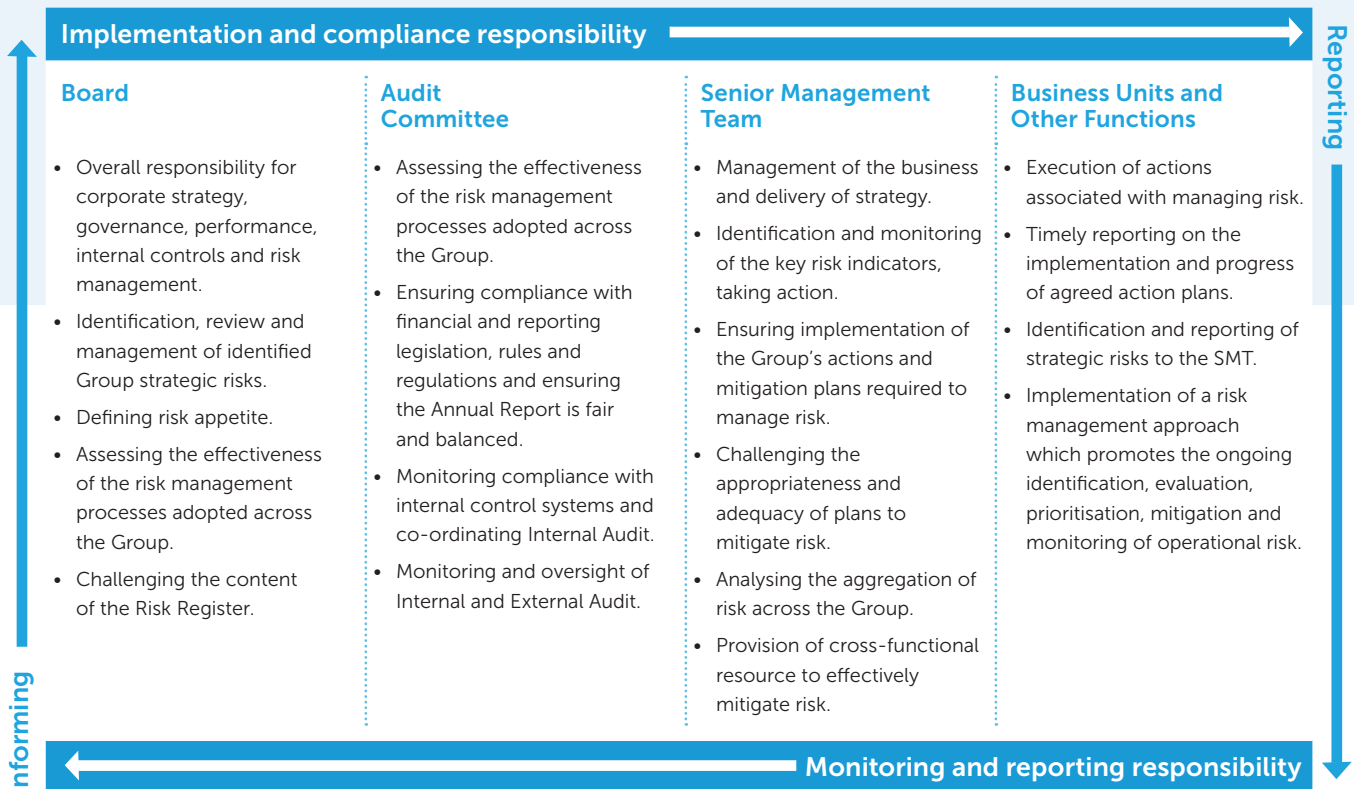 Implementation and compliance responsibility
Reporting
Board
• Overall responsibility for
corporate strategy,
governance, performance,
internal controls and risk
management.
• Identification, review and
management of identified
Group strategic risks.
• Defining risk appetite.
• Assessing the effectiveness
of the risk management
processes adopted across
the Group.
• Challenging the content
of the Risk Register.
Audit
Committee
• Assessing the effectiveness
of the risk management
processes adopted across
the Group.
• Ensuring compliance with
financial and reporting
legislation, rules and
regulations and ensuring
the Annual Report is fair
and balanced.
• Monitoring compliance with
internal control systems and
co-ordinating Internal Audit.
• Monitoring and oversight of
Internal and External Audit.
Senior Management
Team
• Management of the business
and delivery of strategy.
• Identification and monitoring
of the key risk indicators,
taking action.
• Ensuring implementation of
the Group’s actions and
mitigation plans required to
manage risk.
• Challenging the
appropriateness and
adequacy of plans to
mitigate risk.
• Analysing the aggregation of
risk across the Group.
• Provision of cross-functional
resource to effectively
mitigate risk.
Business Units and
Other Functions
• Execution of actions
associated with managing risk.
• Timely reporting on the
implementation and progress
of agreed action plans.
• Identification and reporting of
strategic risks to the SMT.
• Implementation of a risk
management approach
which promotes the ongoing
identification, evaluation,
prioritisation, mitigation and
monitoring of operational risk.
nforming
Monitoring and reporting responsibility